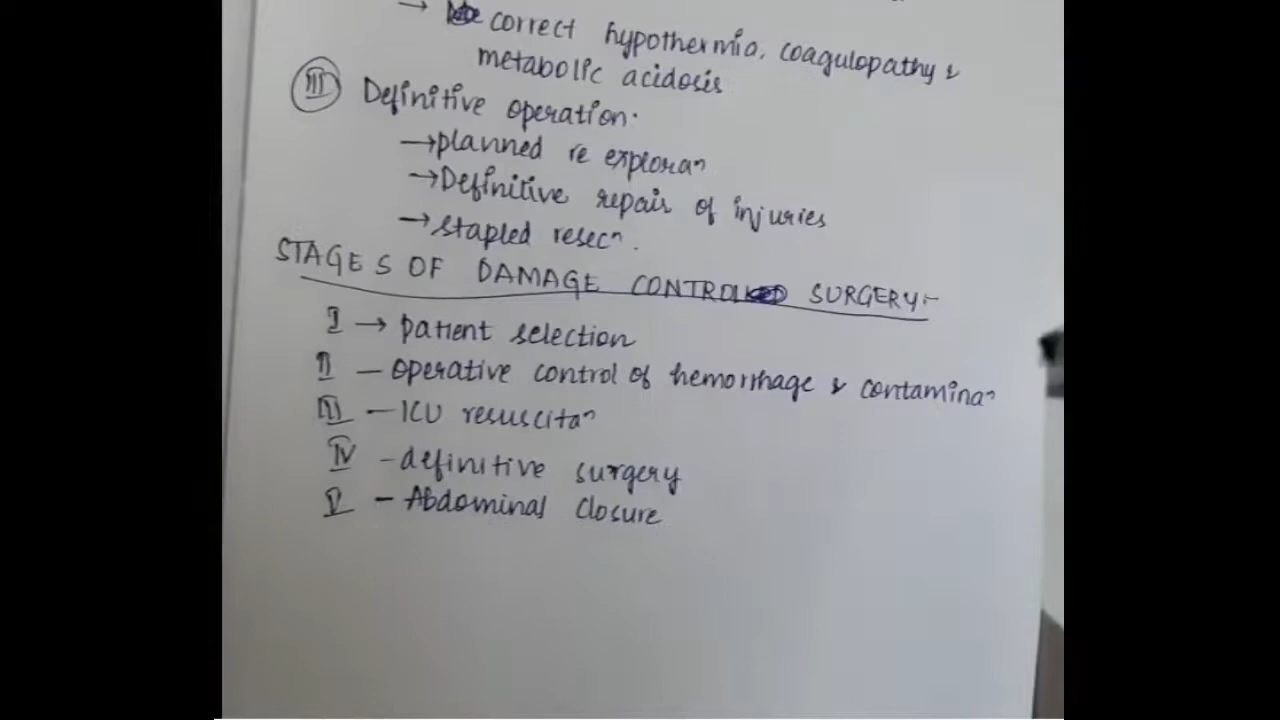 → correct hypothermia, coagulopathy &
metabolic acidosis
III Definitive operation.
→planned re exploraⁿ
→Definitive repair of injuries
→stapled resecⁿ.
STAGES OF DAMAGE CONTROL SURGERY:-
I → patient selection
II – operative control of hemorrhage & contaminaⁿ
III – ICU resuscitaⁿ
IV – definitive surgery
V – Abdominal closure